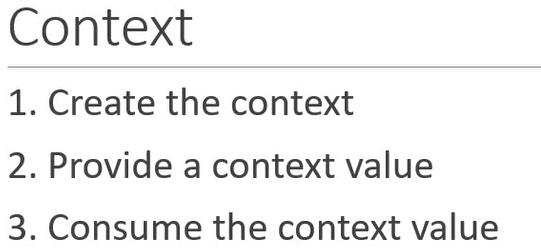 Context
1. Create the context
2. Provide a context value
3. Consume the context value